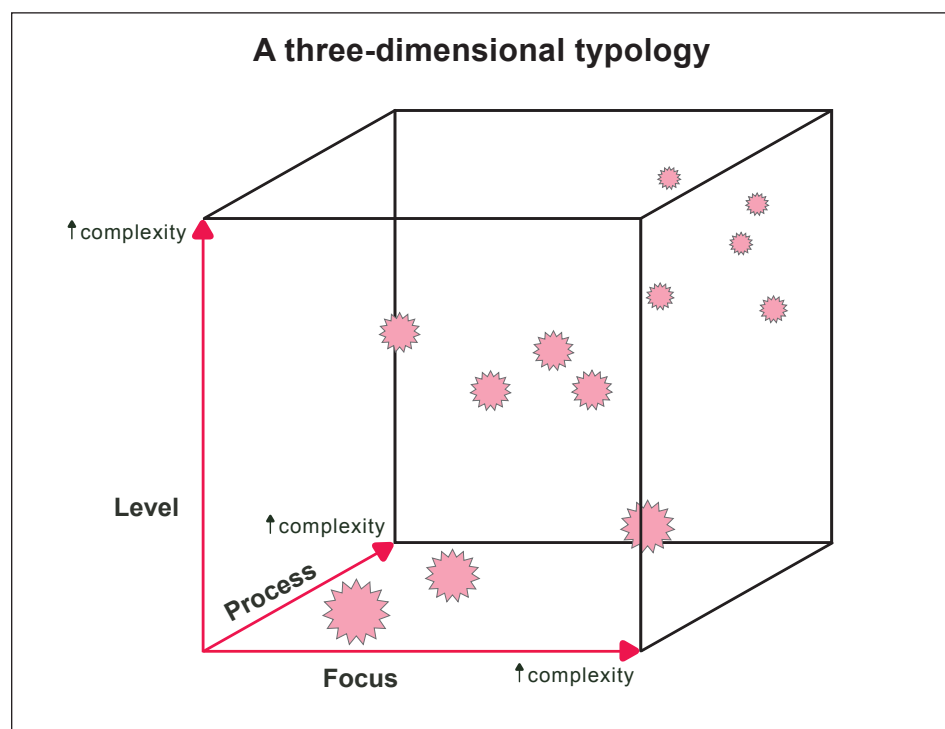 A three-dimensional typology
↑complexity
Level
↑complexity
Process
Focus
↑complexity